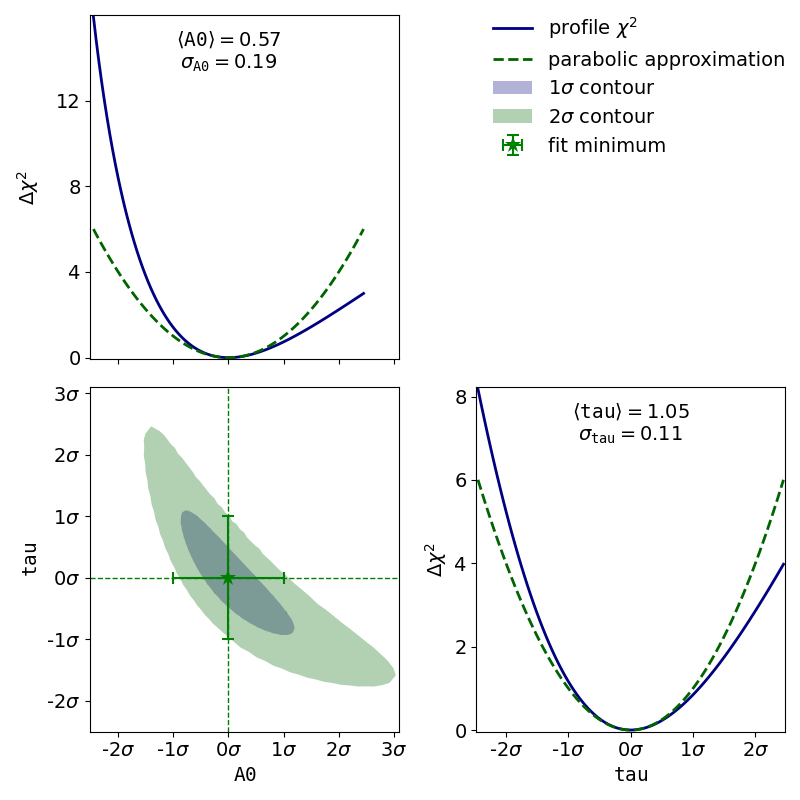 ⟨A0⟩ = 0.57
σA0 = 0.19
12
8
4
0
Δχ²
profile χ²
parabolic approximation
1σ contour
2σ contour
fit minimum
3σ
2σ
1σ
0σ
-1σ
-2σ
tau
-2σ -1σ 0σ 1σ 2σ 3σ
A0
⟨tau⟩ = 1.05
σtau = 0.11
8
6
4
2
0
Δχ²
-2σ -1σ 0σ 1σ 2σ
tau